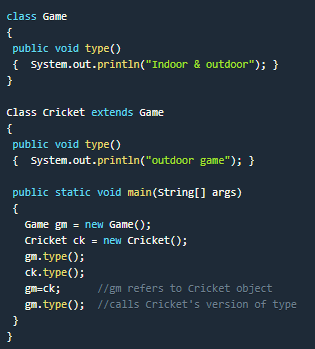 class Game
{
 public void type()
 {  System.out.println("Indoor & outdoor"); }
}

Class Cricket extends Game
{
 public void type()
 {  System.out.println("outdoor game"); }

 public static void main(String[] args)
 {
   Game gm = new Game();
   Cricket ck = new Cricket();
   gm.type();
   ck.type();
   gm=ck;     //gm refers to Cricket object
   gm.type();  //calls Cricket's version of type
 }
}